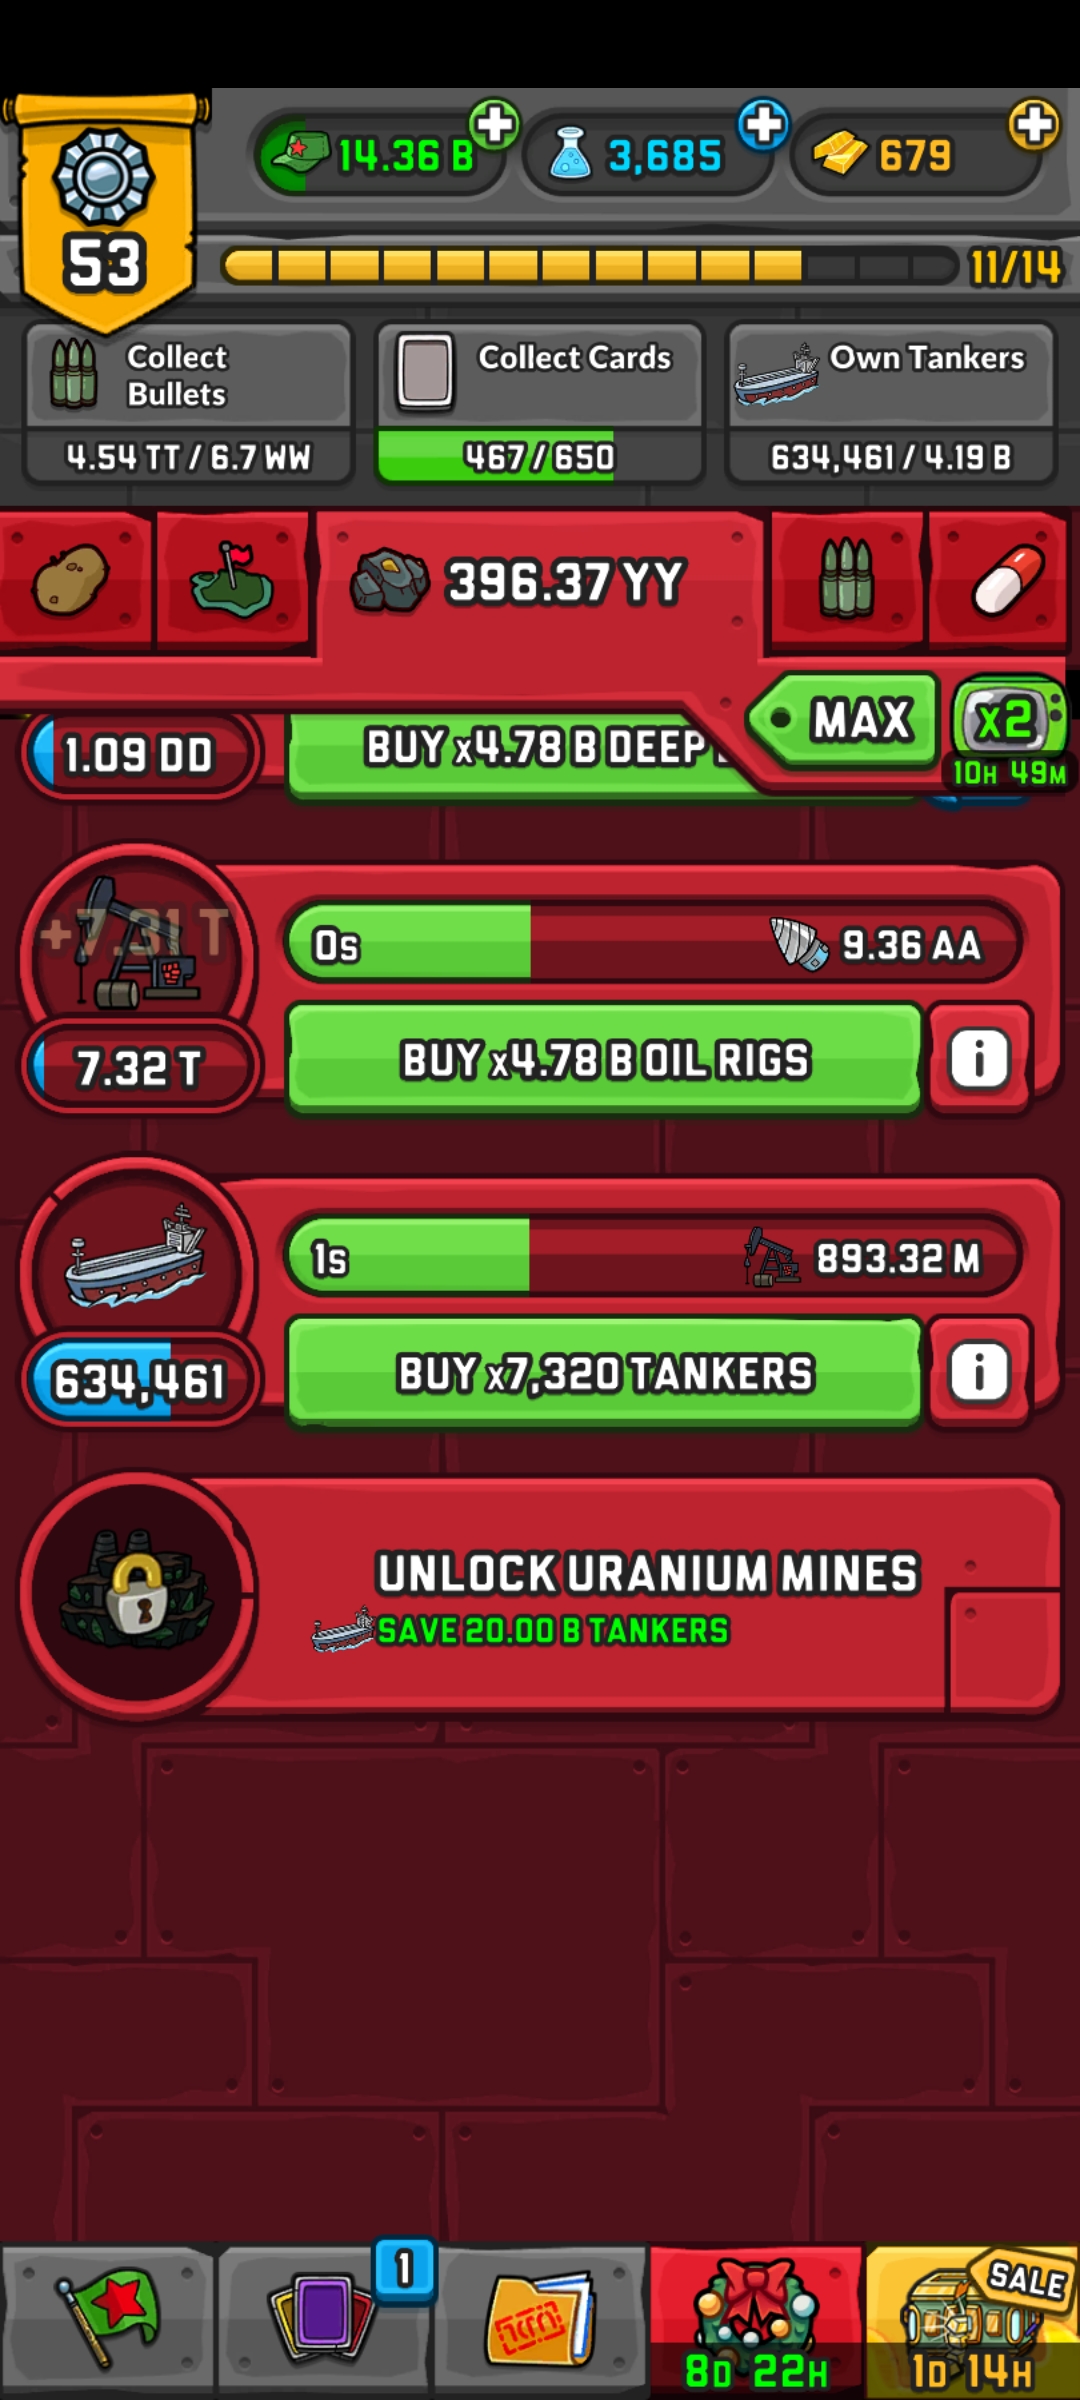 14.36 B
3,685
679
53
11/14
Collect
Bullets
Collect Cards
Own Tankers
4.54 TT / 6.7 WW
467/650
634,461 / 4.19 B
396.37 YY
MAX
x2
10H 49M
1.09 DD
BUY x4.78 B DEEP
+7.31 T
0s
9.36 AA
7.32 T
BUY x4.78 B OIL RIGS
i
1s
893.32 M
634,461
BUY x7,320 TANKERS
i
UNLOCK URANIUM MINES
SAVE 20.00 B TANKERS
1
SALE
8D 22H
1D 14H